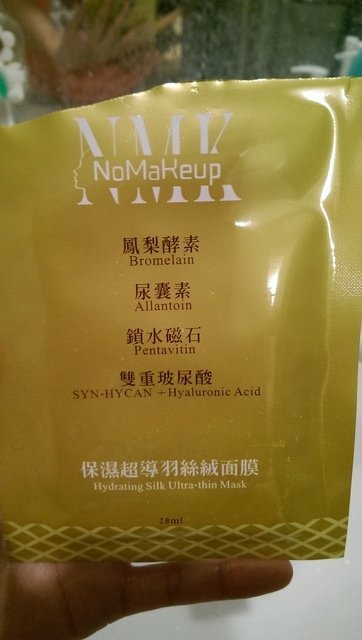 NMK
NoMakeup
鳳梨酵素
Bromelain
尿囊素
Allantoin
鎖水磁石
Pentavitin
雙重玻尿酸
SYN-HYCAN + Hyaluronic Acid
保濕超導羽絲絨面膜
Hydrating Silk Ultra-thin Mask
28ml